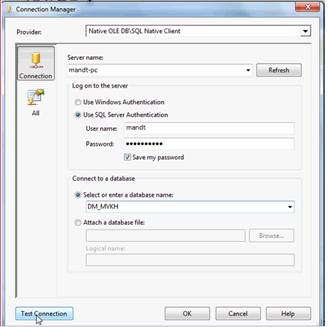 Connection Manager
Provider: Native OLE DB\SQL Native Client
Connection
All
Server name:
mandt-pc Refresh
Log on to the server
Use Windows Authentication
Use SQL Server Authentication
User name: mandt
Password: ●●●●●●●●●●
Save my password
Connect to a database
Select or enter a database name:
DM_MVKH
Attach a database file:
Browse...
Logical name:
Test Connection OK Cancel Help